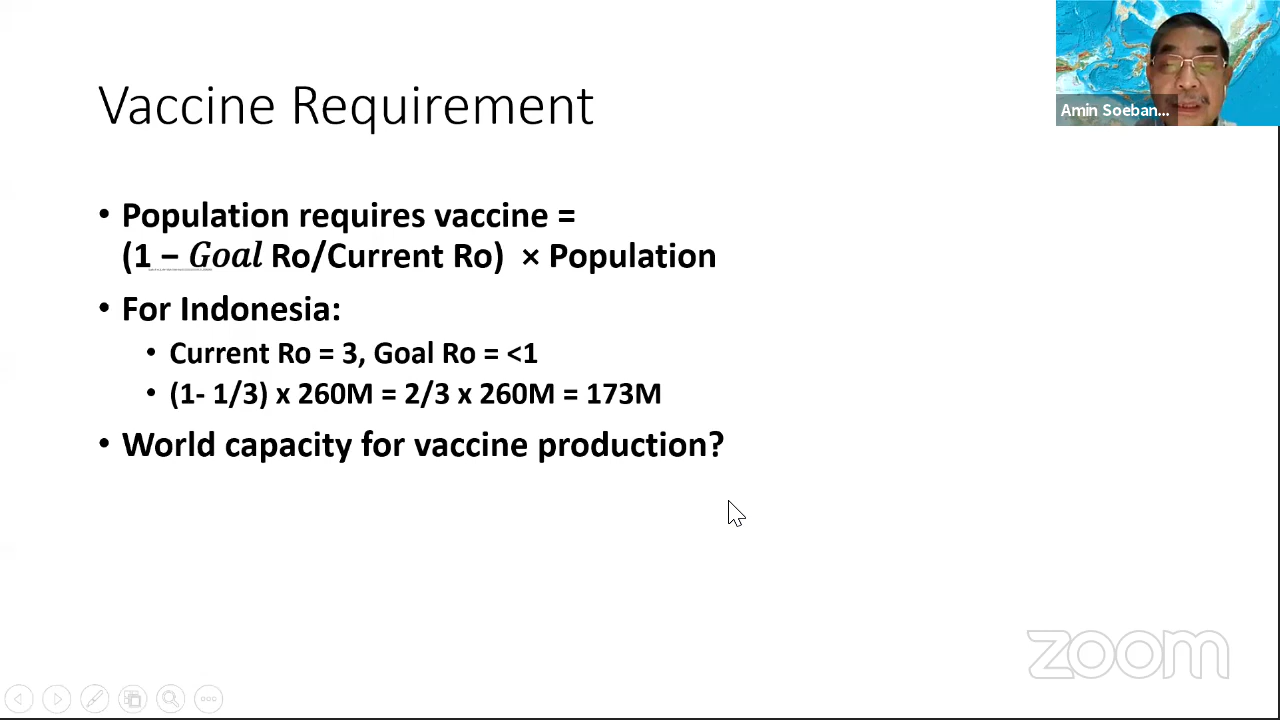 Vaccine Requirement
Amin Soeban...
• Population requires vaccine =
(1 − Goal Ro/Current Ro) × Population
• For Indonesia:
• Current Ro = 3, Goal Ro = <1
• (1- 1/3) x 260M = 2/3 x 260M = 173M
• World capacity for vaccine production?
zoom